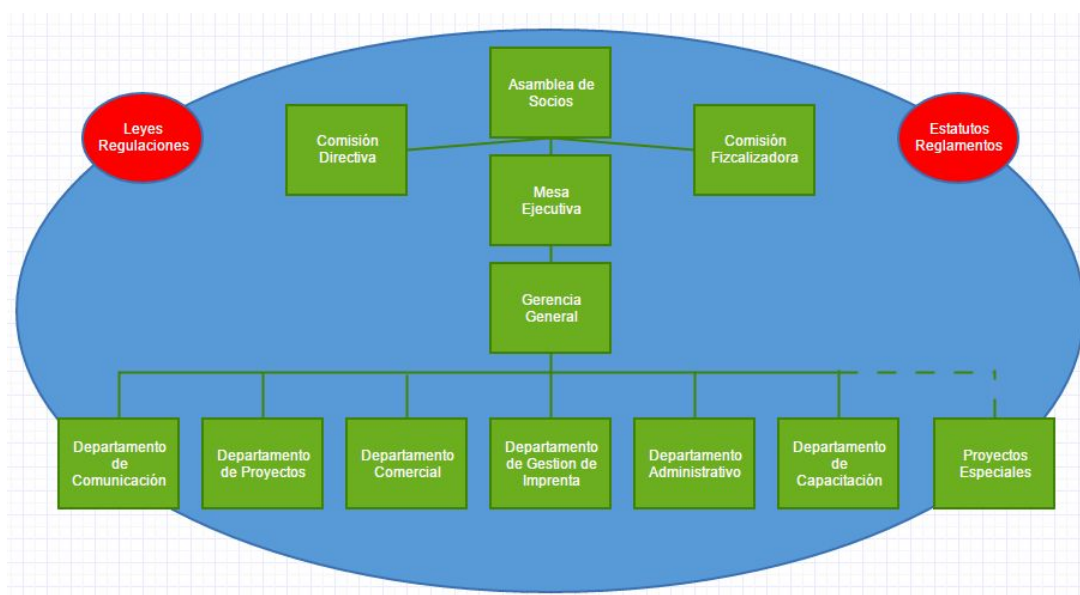 Asamblea de
Socios
Leyes
Regulaciones
Comisión
Directiva
Comisión
Fizcalizadora
Estatutos
Reglamentos
Mesa
Ejecutiva
Gerencia
General
Departamento
de
Comunicación
Departamento
de Proyectos
Departamento
Comercial
Departamento
de Gestion de
Imprenta
Departamento
Administrativo
Departamento
de
Capacitación
Proyectos
Especiales